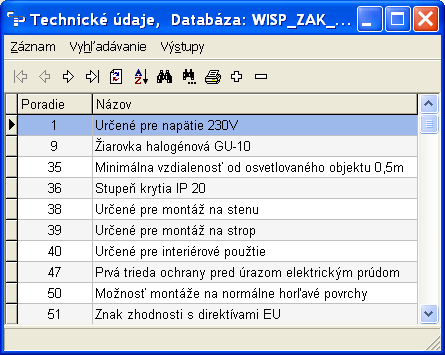 Technické údaje, Databáza: WISP_ZAK_...
Záznam Vyhľadávanie Výstupy
Poradie Názov
1 Určené pre napätie 230V
9 Žiarovka halogénová GU-10
35 Minimálna vzdialenosť od osvetlovaného objektu 0,5m
36 Stupeň krytia IP 20
38 Určené pre montáž na stenu
39 Určené pre montáž na strop
40 Určené pre interiérové použtie
47 Prvá trieda ochrany pred úrazom elektrickým prúdom
50 Možnosť montáže na normálne horľavé povrchy
51 Znak zhodnosti s direktívami EU